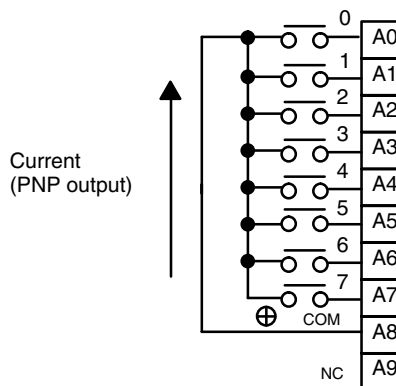 0
A0
1
A1
2
A2
3
A3
Current
(PNP output)
4
A4
5
A5
6
A6
7
A7
COM
A8
NC
A9